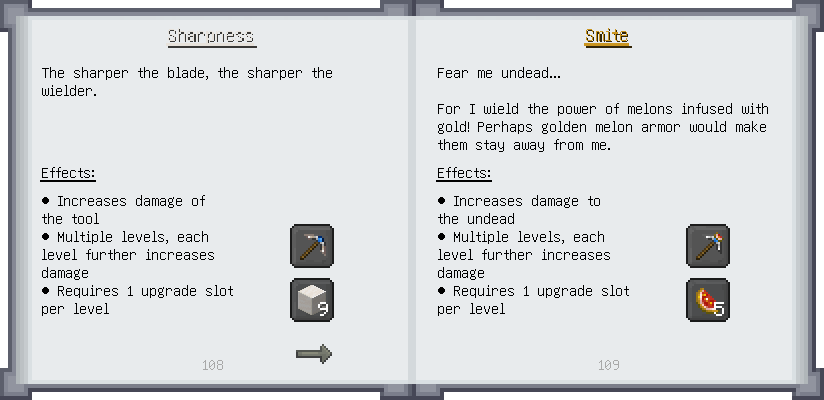 Sharpness
The sharper the blade, the sharper the
wielder.
Effects:
● Increases damage of
the tool
● Multiple levels, each
level further increases
damage
● Requires 1 upgrade slot
per level
9
108
Smite
Fear me undead...
For I wield the power of melons infused with
gold! Perhaps golden melon armor would make
them stay away from me.
Effects:
● Increases damage to
the undead
● Multiple levels, each
level further increases
damage
● Requires 1 upgrade slot
per level
5
109